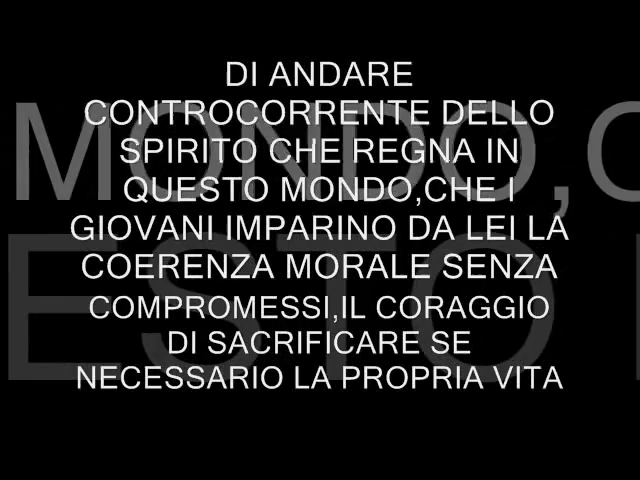 DI ANDARE
CONTROCORRENTE DELLO
SPIRITO CHE REGNA IN
QUESTO MONDO,CHE I
GIOVANI IMPARINO DA LEI LA
COERENZA MORALE SENZA
COMPROMESSI,IL CORAGGIO
DI SACRIFICARE SE
NECESSARIO LA PROPRIA VITA